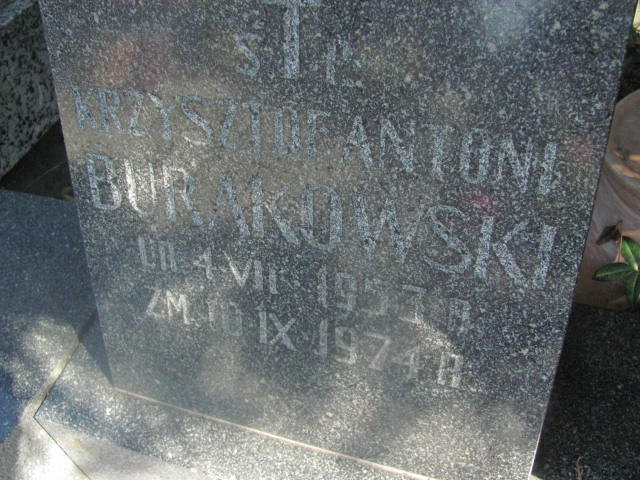 Ś P
KRZYSZTOF ANTONI
BURAKOWSKI
UR 4 VII 1953 R
ZM. 10 IX 1974 R